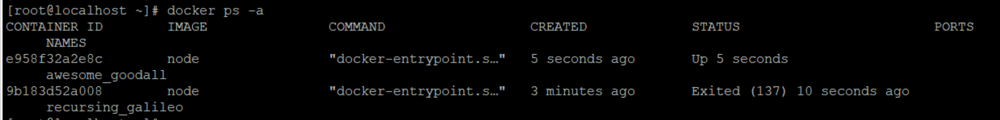 [root@localhost ~]# docker ps -a
CONTAINER ID IMAGE COMMAND CREATED STATUS PORTS
NAMES
e958f32a2e8c node "docker-entrypoint.s…" 5 seconds ago Up 5 seconds
awesome_goodall
9b183d52a008 node "docker-entrypoint.s…" 3 minutes ago Exited (137) 10 seconds ago
recursing_galileo